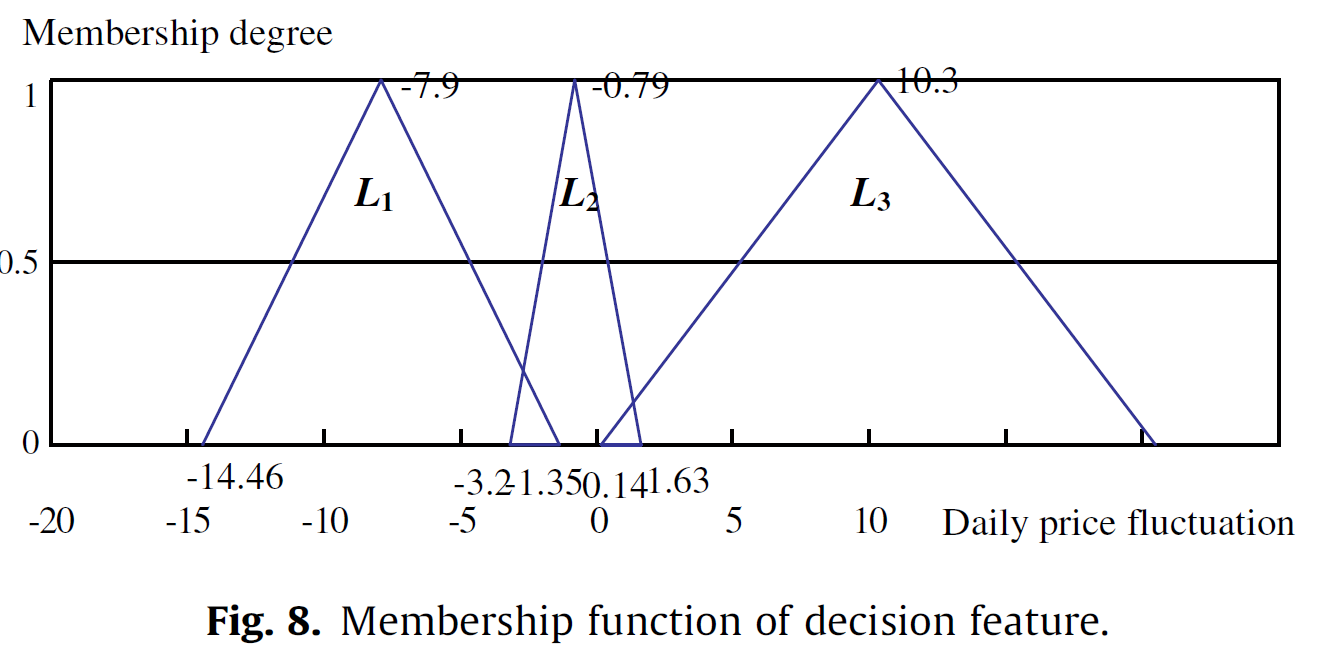 Membership degree
1
-7.9
-0.79
10.3
L1
L2
L3
0.5
0
-14.46
-3.2
-1.35
0.14
1.63
-20 -15 -10 -5 0 5 10 Daily price fluctuation
Fig. 8. Membership function of decision feature.